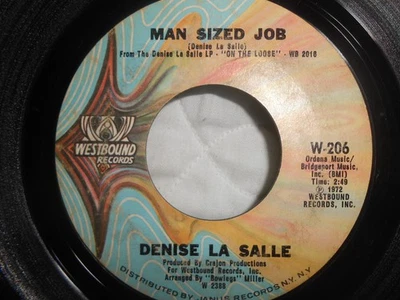 MAN SIZED JOB
(Denise La Salle)
From The Denise La Salle LP - "ON THE LOOSE" - WB 2016
WESTBOUND
RECORDS
W-206
Ordena Music/
Bridgeport Music,
Inc. (BMI)
Time: 2:49
℗ 1972
WESTBOUND
RECORDS, INC.
DENISE LA SALLE
Produced By Crajon Productions
For Westbound Records, Inc.
Arranged By "Bowlegs" Miller
W 2388
DISTRIBUTED BY JANUS RECORDS N.Y. N.Y.